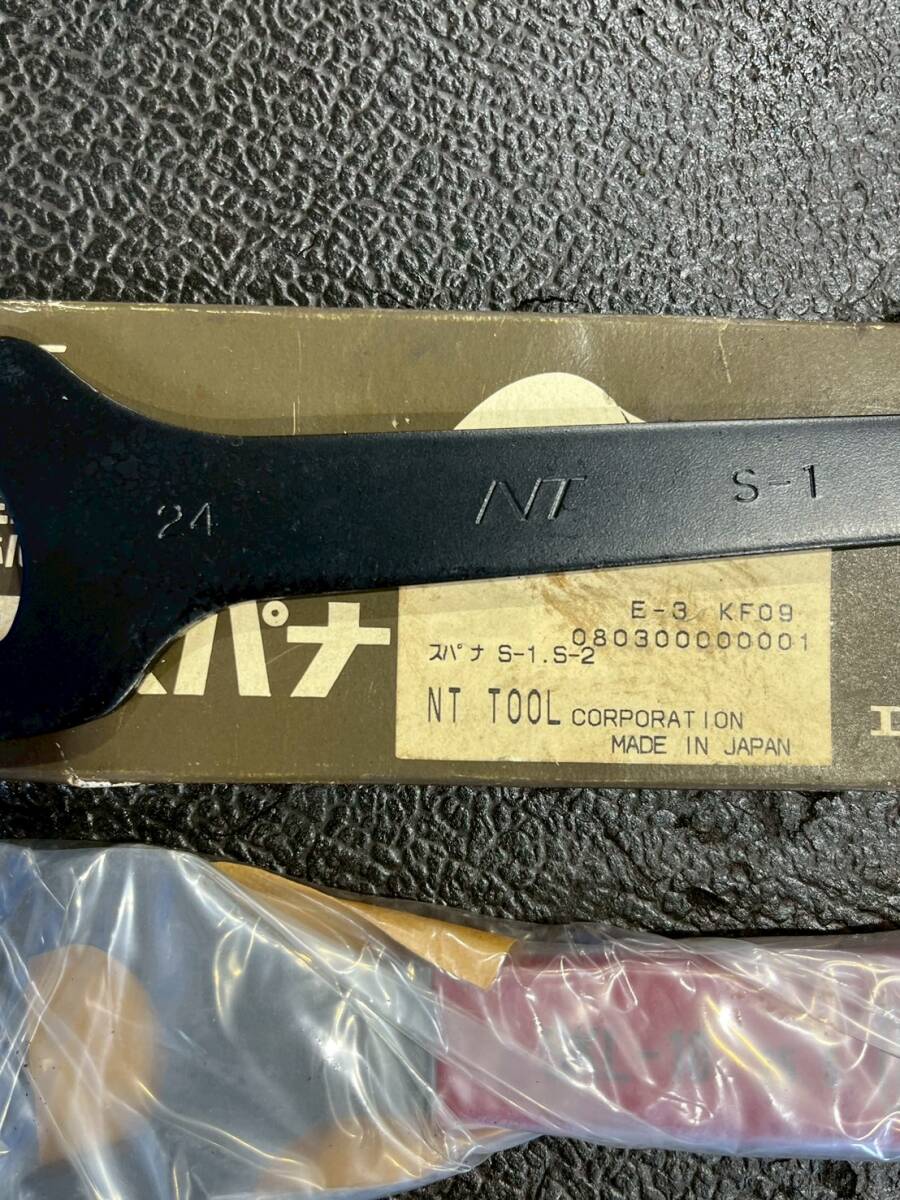 24 NT S-1
スパナ
E-3 KF09
080300000001
スパナ S-1.S-2
NT TOOL CORPORATION
MADE IN JAPAN